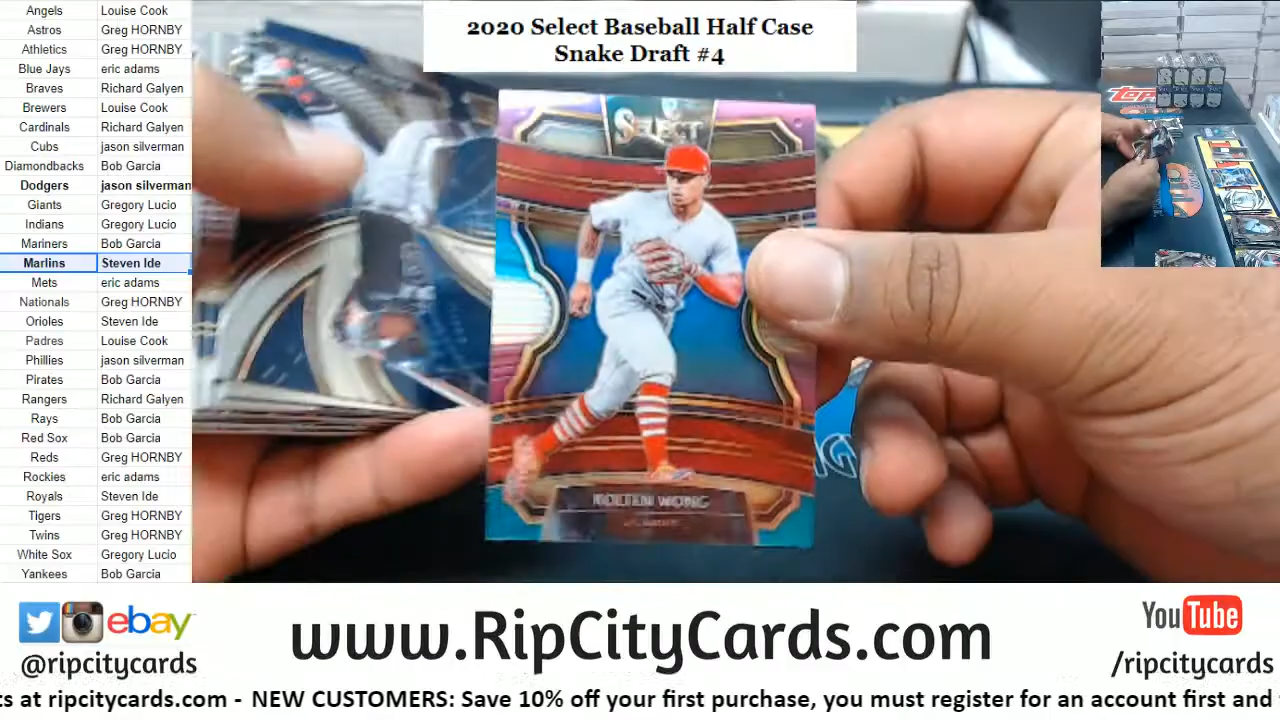 2020 Select Baseball Half Case
Snake Draft #4
Angels Louise Cook
Astros Greg HORNBY
Athletics Greg HORNBY
Blue Jays eric adams
Braves Richard Galyen
Brewers Louise Cook
Cardinals Richard Galyen
Cubs jason silverman
Diamondbacks Bob Garcia
Dodgers jason silverman
Giants Gregory Lucio
Indians Gregory Lucio
Mariners Bob Garcia
Marlins Steven Ide
Mets eric adams
Nationals Greg HORNBY
Orioles Steven Ide
Padres Louise Cook
Phillies jason silverman
Pirates Bob Garcia
Rangers Richard Galyen
Rays Bob Garcia
Red Sox Bob Garcia
Reds Greg HORNBY
Rockies eric adams
Royals Steven Ide
Tigers Greg HORNBY
Twins Greg HORNBY
White Sox Gregory Lucio
Yankees Bob Garcia
SELECT
KOLTEN WONG
TOPPS
ebay
@ripcitycards
www.RipCityCards.com
YouTube
/ripcitycards
ts at ripcitycards.com - NEW CUSTOMERS: Save 10% off your first purchase, you must register for an account first and